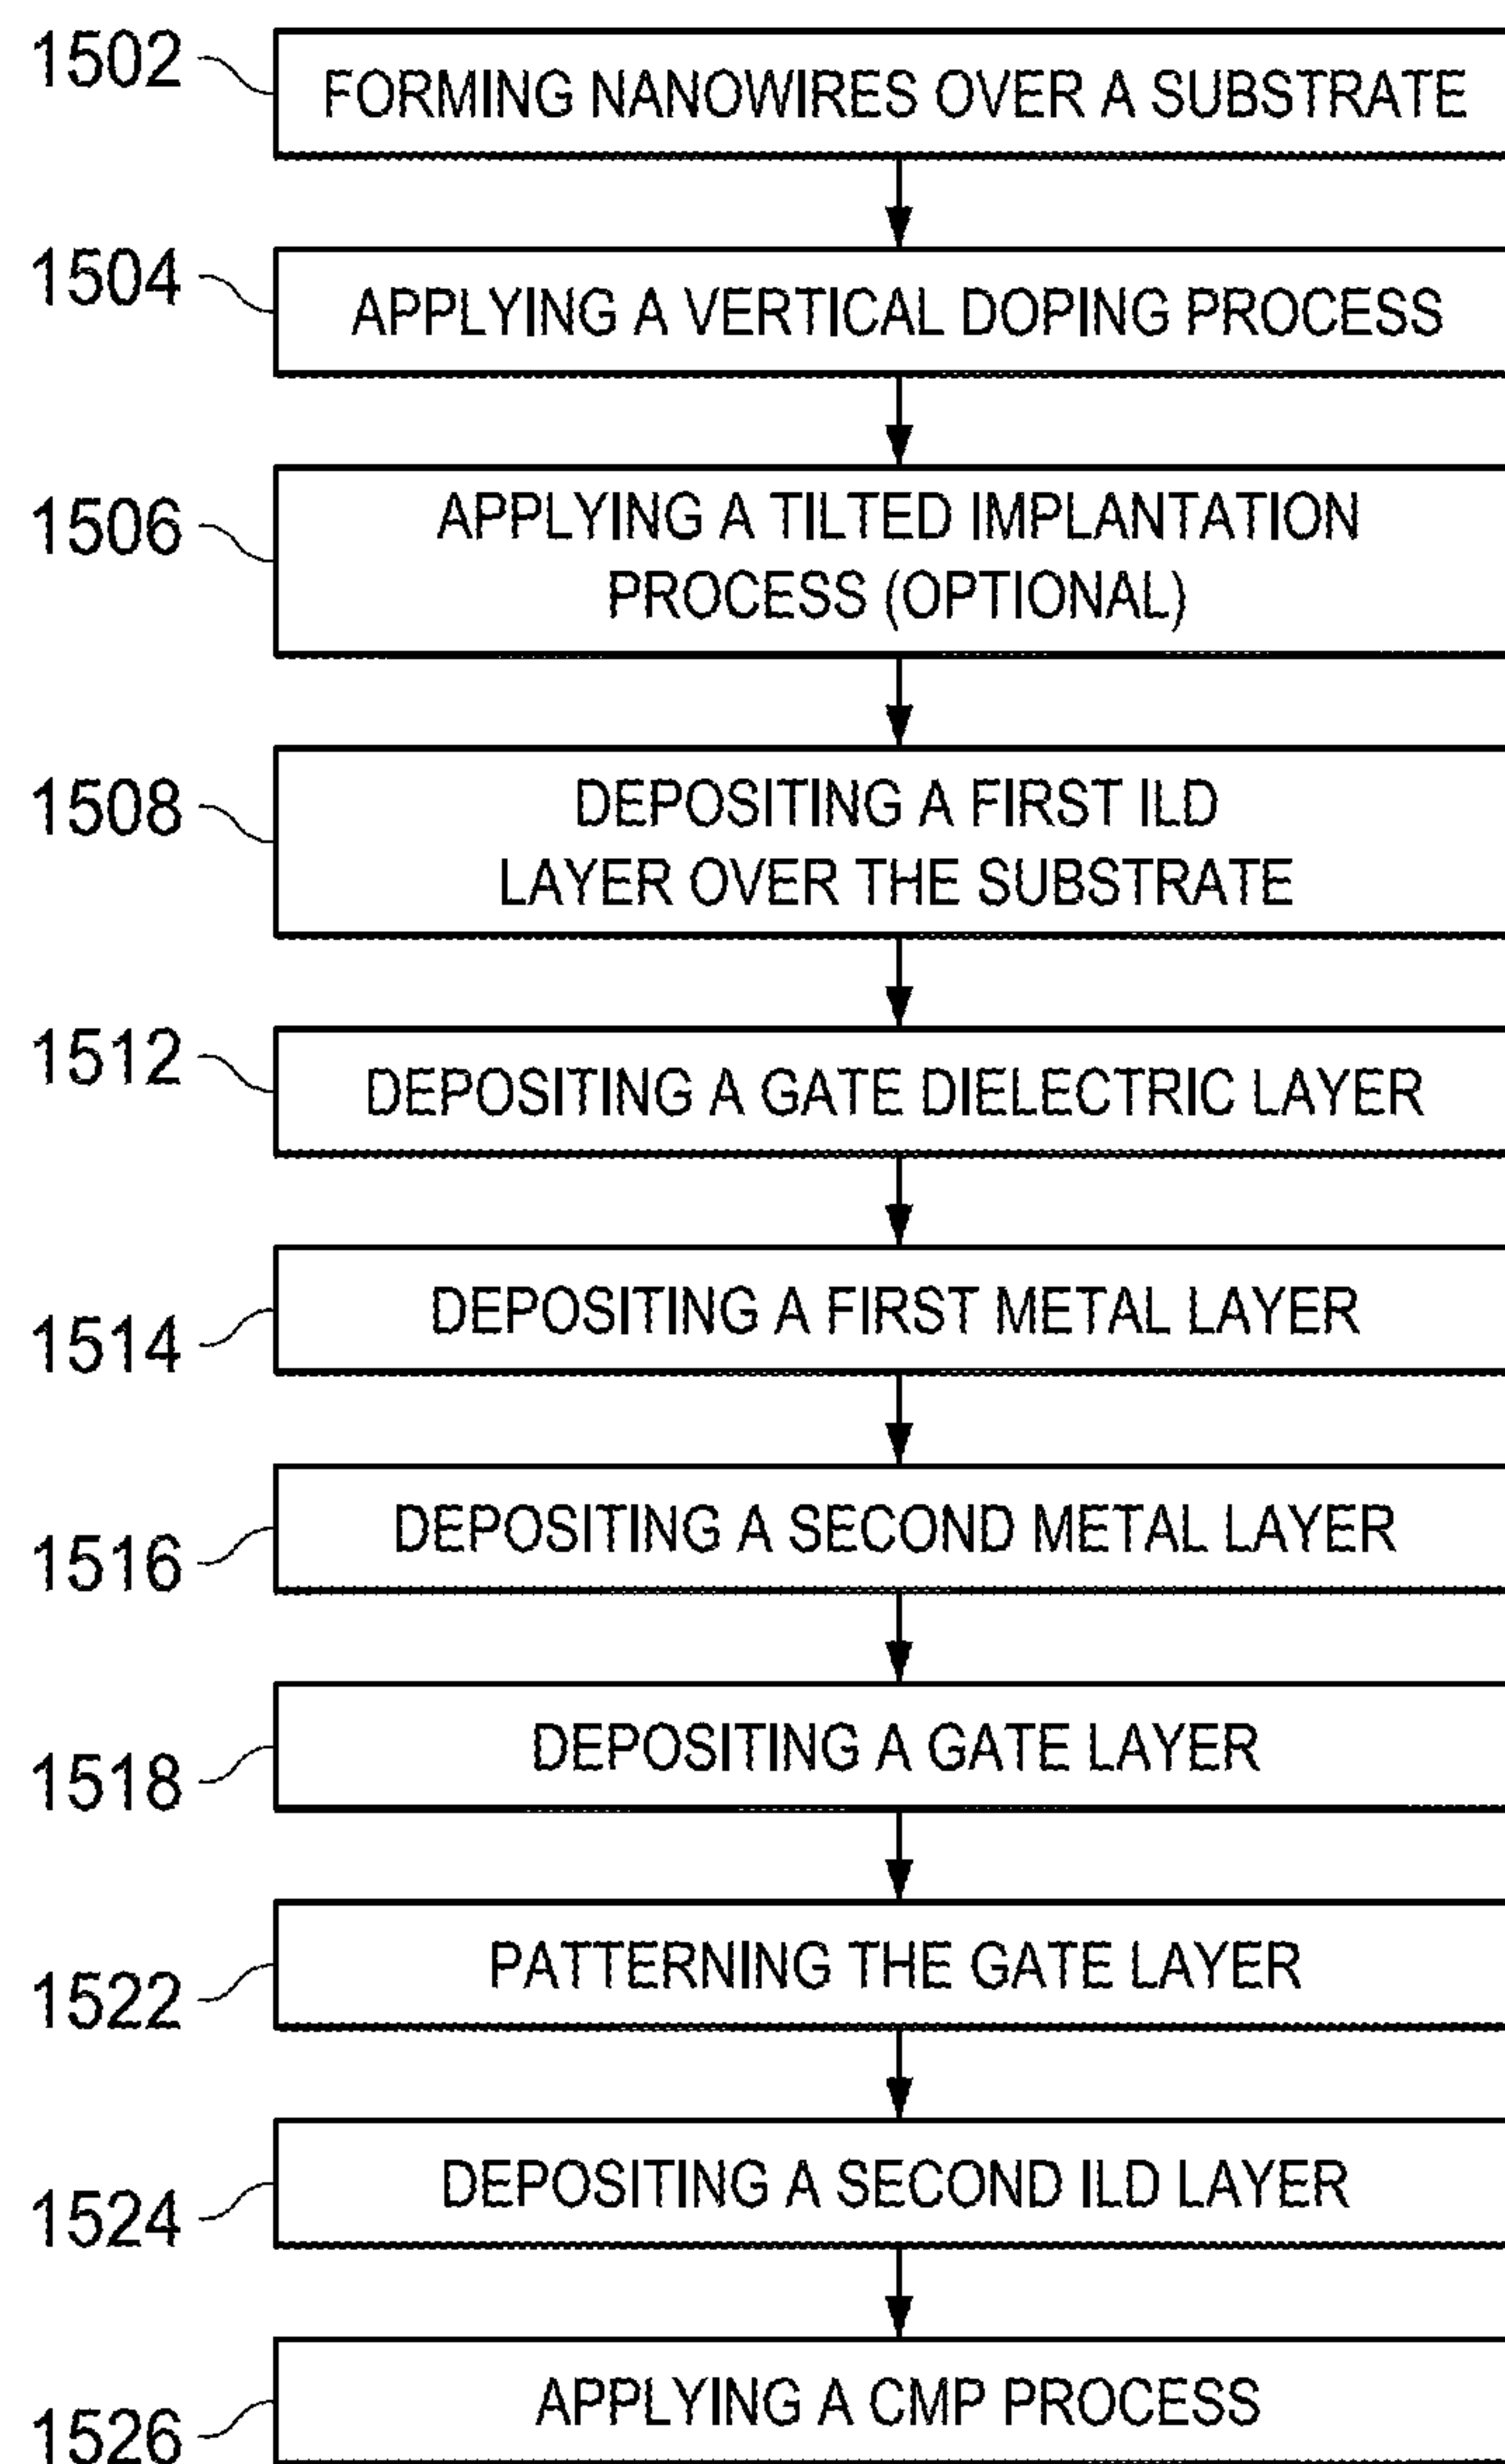 1502
FORMING NANOWIRES OVER A SUBSTRATE
1504
APPLYING A VERTICAL DOPING PROCESS
1506
APPLYING A TILTED IMPLANTATION
PROCESS (OPTIONAL)
1508
DEPOSITING A FIRST ILD
LAYER OVER THE SUBSTRATE
1512
DEPOSITING A GATE DIELECTRIC LAYER
1514
DEPOSITING A FIRST METAL LAYER
1516
DEPOSITING A SECOND METAL LAYER
1518
DEPOSITING A GATE LAYER
1522
PATTERNING THE GATE LAYER
1524
DEPOSITING A SECOND ILD LAYER
1526
APPLYING A CMP PROCESS